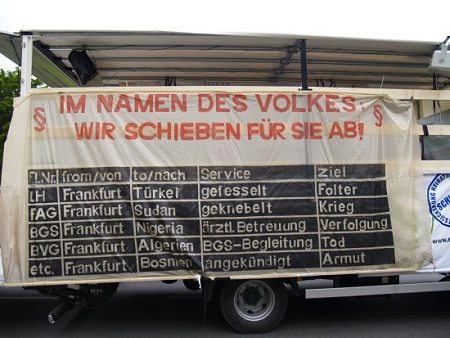 § IM NAMEN DES VOLKES: §
WIR SCHIEBEN FÜR SIE AB!
Fl.Nr. from/von to/nach Service Ziel
LH Frankfurt Türkei gefesselt Folter
FAG Frankfurt Sudan geknebelt Krieg
BGS Frankfurt Nigeria ärztl. Betreuung Verfolgung
BVG Frankfurt Algerien BGS-Begleitung Tod
etc. Frankfurt Bosnien angekündigt Armut